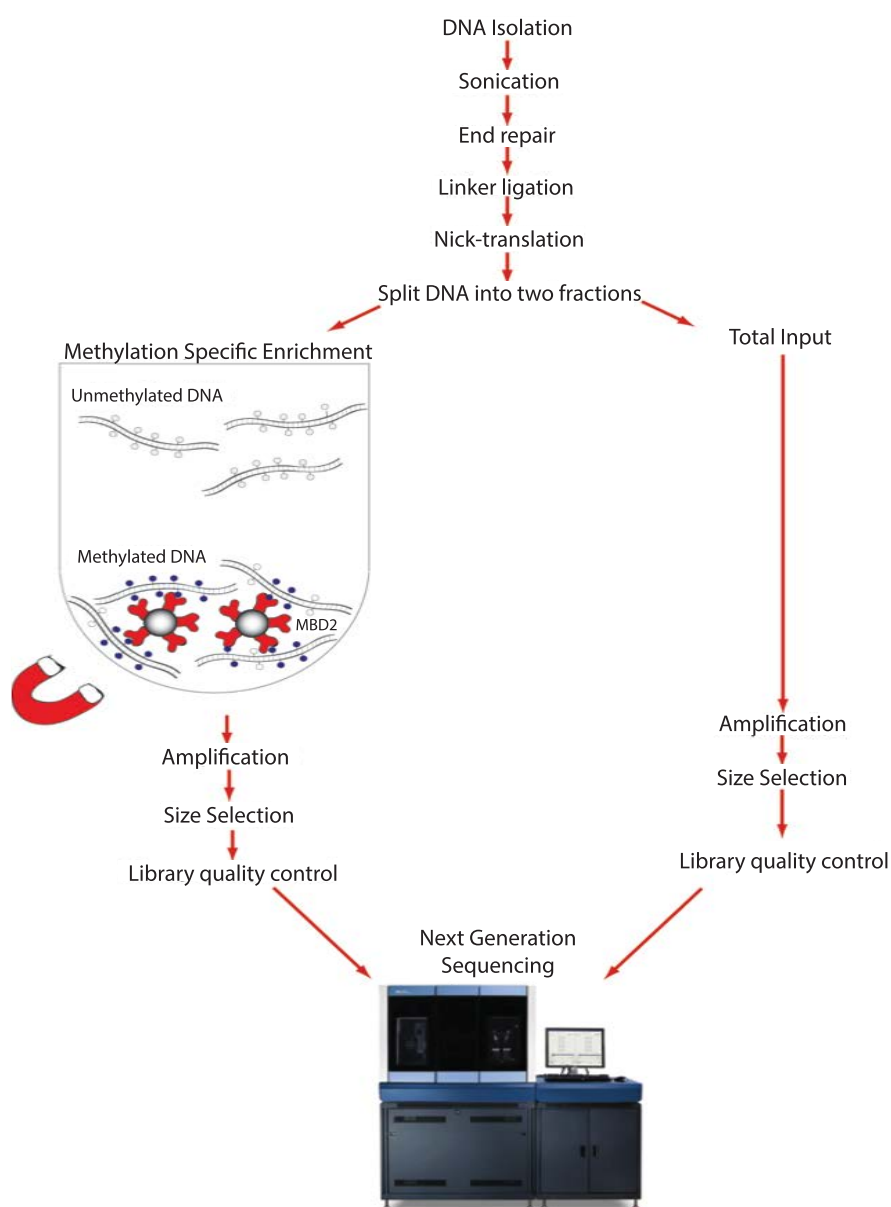 DNA Isolation
Sonication
End repair
Linker ligation
Nick-translation
Split DNA into two fractions
Methylation Specific Enrichment
Total Input
Unmethylated DNA
Methylated DNA
MBD2
Amplification
Size Selection
Library quality control
Amplification
Size Selection
Library quality control
Next Generation
Sequencing